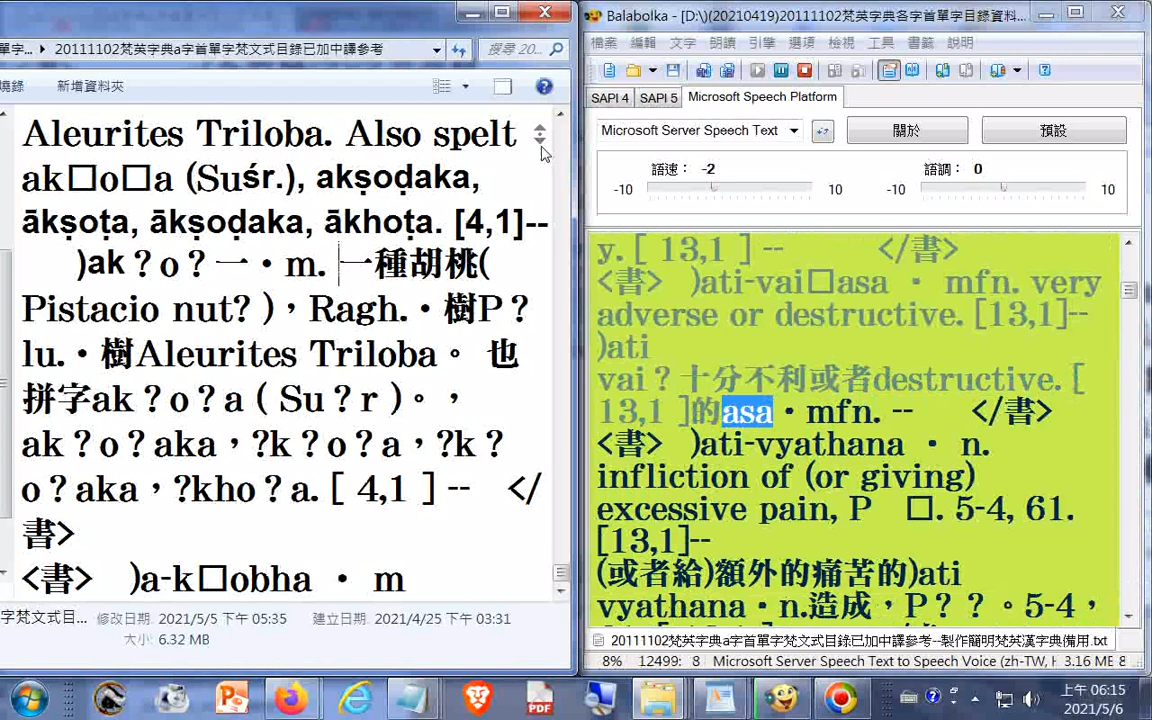 單字... ▸ 20111102梵英字典a字首單字梵文式目錄已加中譯參考
搜尋 20...
燒錄 新增資料夾
Aleurites Triloba. Also spelt
ak□o□a (Suśr.), akṣoḍaka,
ākṣoṭa, ākṣoḍaka, ākhoṭa. [4,1]--
)ak？o？一・m. 一種胡桃(
Pistacio nut? )，Ragh.・樹P？
lu.・樹Aleurites Triloba。 也
拼字ak？o？a ( Su？r )。，
ak？o？aka，?k？o？a，?k？
o？aka，?kho？a. [ 4,1 ] -- </
書>
<書> )a-k□obha ・ m
字梵文式目... 修改日期: 2021/5/5 下午 05:35 建立日期: 2021/4/25 下午 03:31
大小: 6.32 MB
Balabolka - [D:\)(20210419)20111102梵英字典各字首單字目錄資料...
檔案 編輯 文字 朗讀 引擎 選項 檢視 工具 書籤 說明
SAPI 4 SAPI 5 Microsoft Speech Platform
Microsoft Server Speech Text 關於 預設
語速: -2 語調: 0
-10 10 -10 10
y. [ 13,1 ] -- </書>
<書> )ati-vai□asa ・ mfn. very
adverse or destructive. [13,1]--
)ati
vai？十分不利或者destructive. [
13,1 ]的asa・mfn. -- </書>
<書> )ati-vyathana ・ n.
infliction of (or giving)
excessive pain, P □. 5-4, 61.
[13,1]--
(或者給)額外的痛苦的)ati
vyathana・n.造成，P？？。5-4，
20111102梵英字典a字首單字梵文式目錄已加中譯參考--製作簡明梵英漢字典備用.txt
8% 12499: 8 Microsoft Server Speech Text to Speech Voice (zh-TW, H 3.16 MB 8
PDF
上午 06:15
2021/5/6